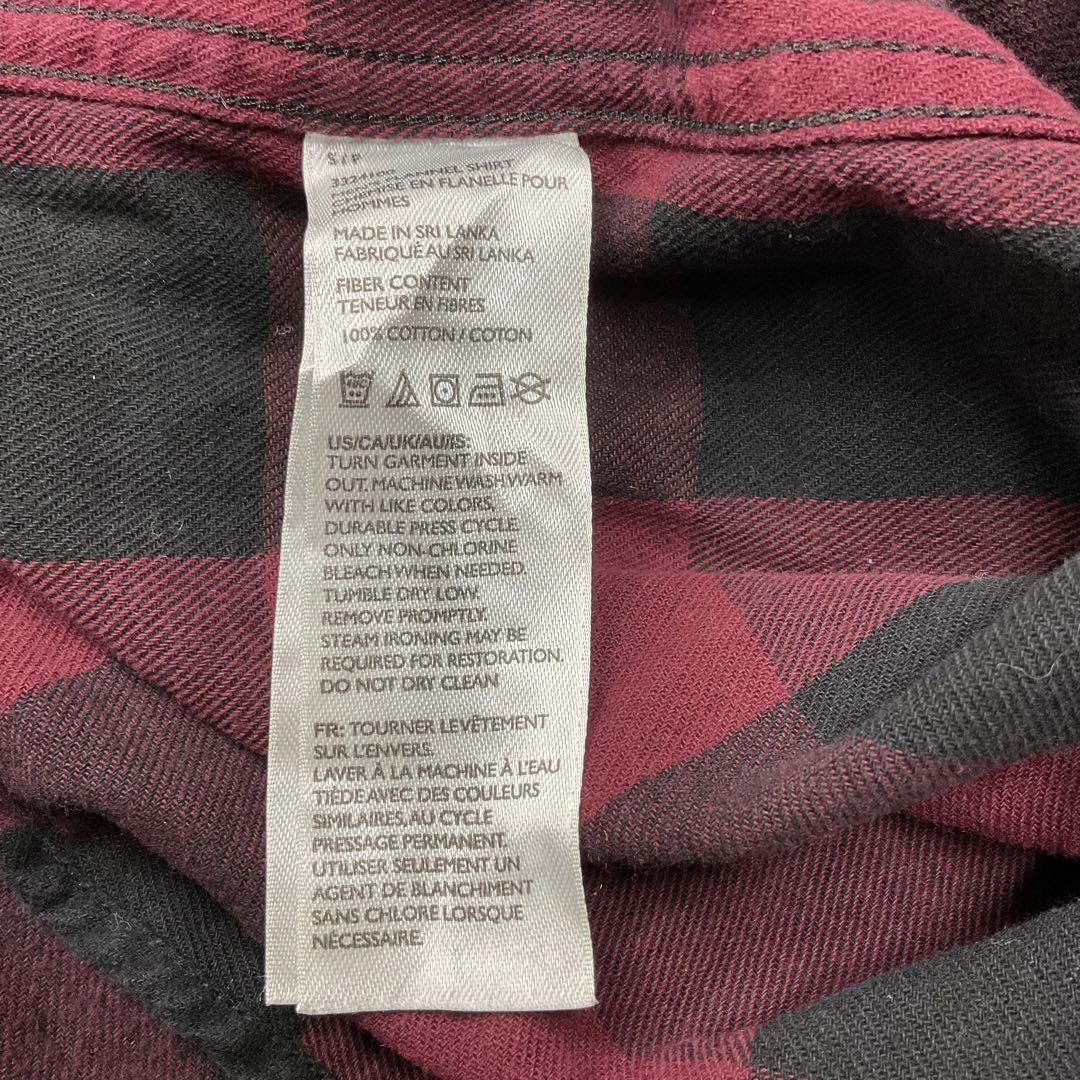 S / P
FLANNEL SHIRT
CHEMISE EN FLANELLE POUR
HOMMES
MADE IN SRI LANKA
FABRIQUÉ AU SRI LANKA
FIBER CONTENT
TENEUR EN FIBRES
100% COTTON / COTON
US/CA/UK/AU/IS:
TURN GARMENT INSIDE
OUT. MACHINE WASH WARM
WITH LIKE COLORS,
DURABLE PRESS CYCLE.
ONLY NON-CHLORINE
BLEACH WHEN NEEDED.
TUMBLE DRY LOW.
REMOVE PROMPTLY.
STEAM IRONING MAY BE
REQUIRED FOR RESTORATION.
DO NOT DRY CLEAN
FR: TOURNER LE VÊTEMENT
SUR L'ENVERS.
LAVER À LA MACHINE À L'EAU
TIÈDE AVEC DES COULEURS
SIMILAIRES, AU CYCLE
PRESSAGE PERMANENT.
UTILISER SEULEMENT UN
AGENT DE BLANCHIMENT
SANS CHLORE LORSQUE
NÉCESSAIRE.